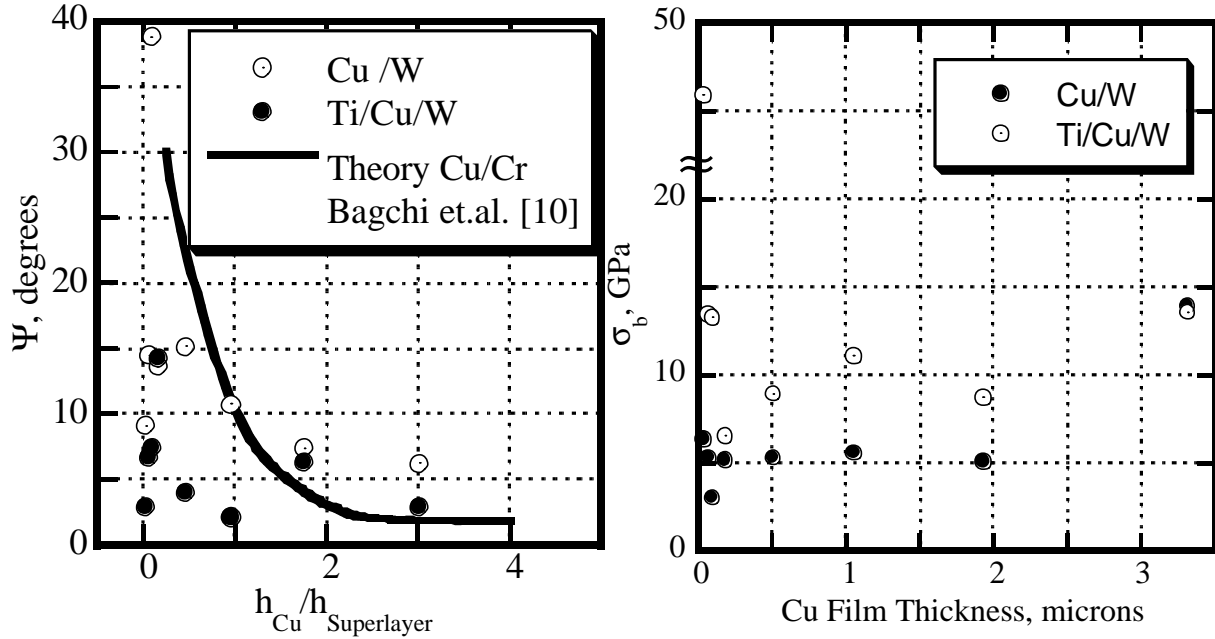 40
30
20
10
0
0
2
4
Ψ, degrees
h_Cu/h_Superlayer
Cu /W
Ti/Cu/W
Theory Cu/Cr
Bagchi et.al. [10]
50
20
10
0
0
1
2
3
σ_b, GPa
Cu Film Thickness, microns
Cu/W
Ti/Cu/W